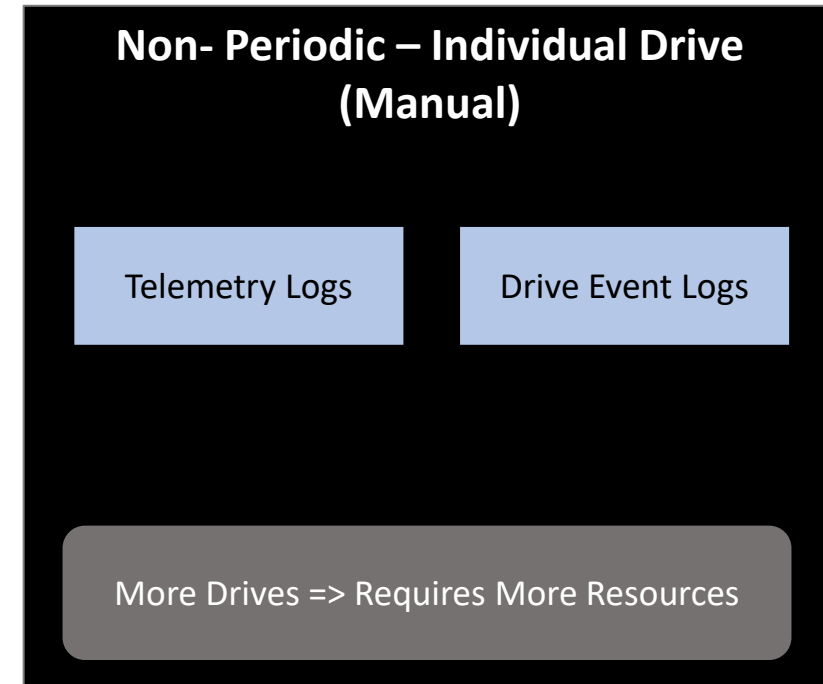 Non- Periodic – Individual Drive
(Manual)
Telemetry Logs
Drive Event Logs
More Drives => Requires More Resources